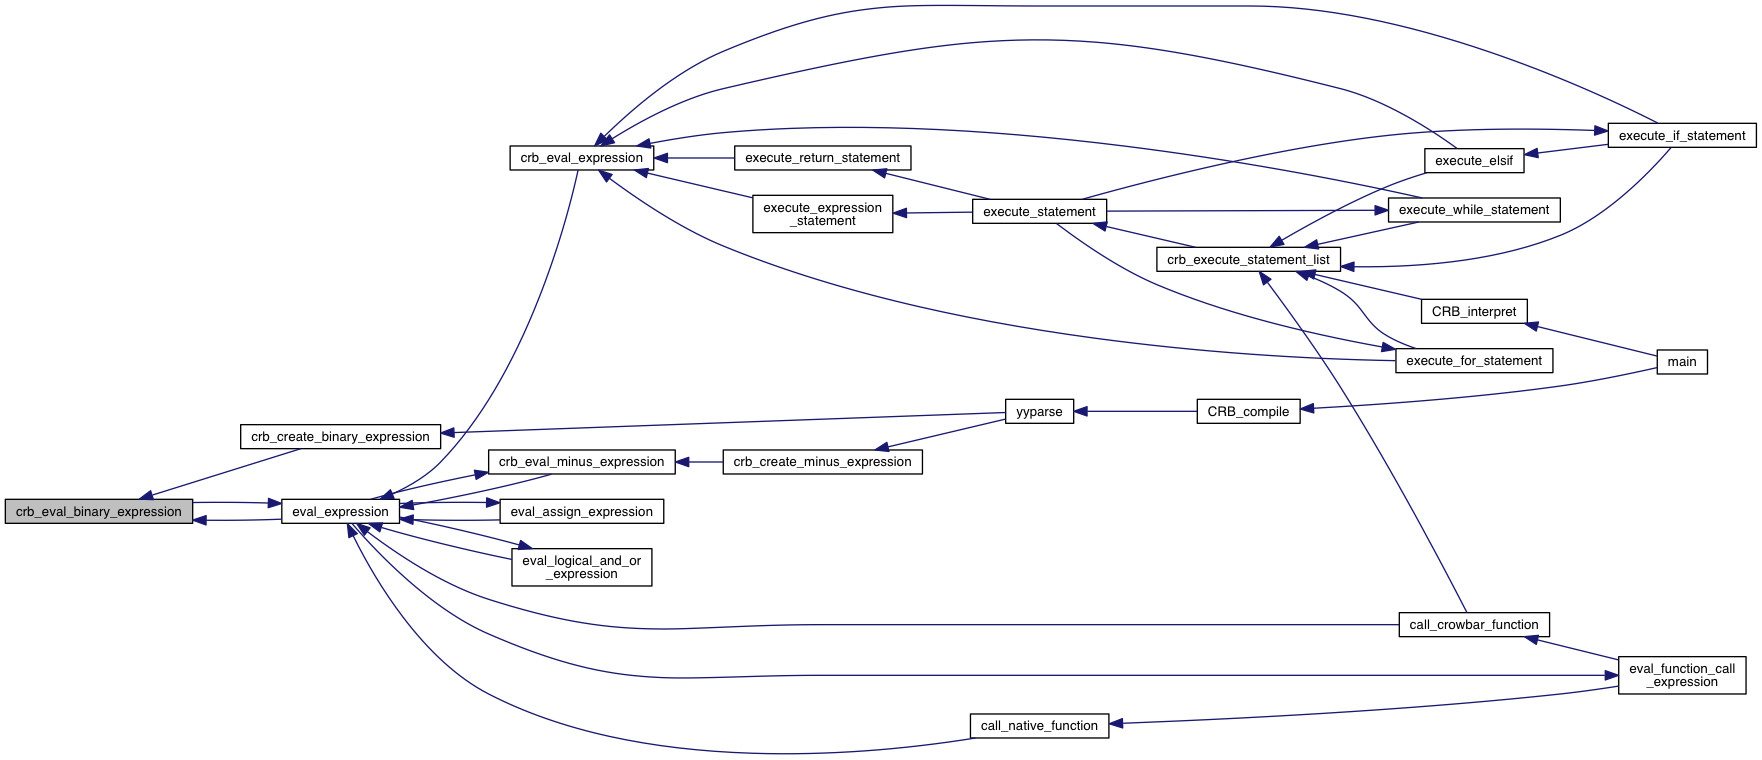 execute_if_statement
crb_eval_expression
execute_return_statement
execute_elsif
execute_expression
_statement
execute_statement
execute_while_statement
crb_execute_statement_list
CRB_interpret
execute_for_statement
main
yyparse
CRB_compile
crb_create_binary_expression
crb_eval_minus_expression
crb_create_minus_expression
crb_eval_binary_expression
eval_expression
eval_assign_expression
eval_logical_and_or
_expression
call_crowbar_function
eval_function_call
_expression
call_native_function